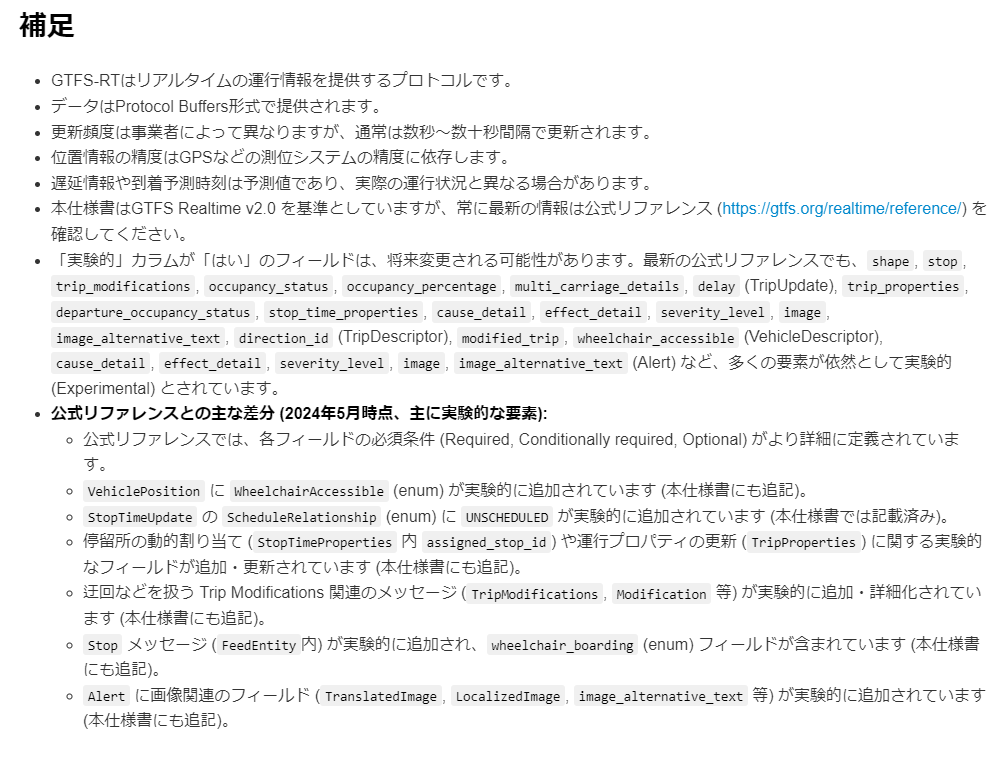 補足
GTFS-RTはリアルタイムの運行情報を提供するプロトコルです。
データはProtocol Buffers形式で提供されます。
更新頻度は事業者によって異なりますが、通常は数秒～数十秒間隔で更新されます。
位置情報の精度はGPSなどの測位システムの精度に依存します。
遅延情報や到着予測時刻は予測値であり、実際の運行状況と異なる場合があります。
本仕様書はGTFS Realtime v2.0 を基準としていますが、常に最新の情報は公式リファレンス (https://gtfs.org/realtime/reference/) を
確認してください。
「実験的」カラムが「はい」のフィールドは、将来変更される可能性があります。最新の公式リファレンスでも、 shape , stop ,
trip_modifications , occupancy_status , occupancy_percentage , multi_carriage_details , delay (TripUpdate), trip_properties ,
departure_occupancy_status , stop_time_properties , cause_detail , effect_detail , severity_level , image ,
image_alternative_text , direction_id (TripDescriptor), modified_trip , wheelchair_accessible (VehicleDescriptor),
cause_detail , effect_detail , severity_level , image , image_alternative_text (Alert) など、多くの要素が依然として実験的
(Experimental) とされています。
公式リファレンスとの主な差分 (2024年5月時点、主に実験的な要素):
公式リファレンスでは、各フィールドの必須条件 (Required, Conditionally required, Optional) がより詳細に定義されていま
す。
VehiclePosition に WheelchairAccessible (enum) が実験的に追加されています (本仕様書にも追記)。
StopTimeUpdate の ScheduleRelationship (enum) に UNSCHEDULED が実験的に追加されています (本仕様書では記載済み)。
停留所の動的割り当て ( StopTimeProperties 内 assigned_stop_id ) や運行プロパティの更新 ( TripProperties ) に関する実験的
なフィールドが追加・更新されています (本仕様書にも追記)。
迂回などを扱う Trip Modifications 関連のメッセージ ( TripModifications , Modification 等) が実験的に追加・詳細化されてい
ます (本仕様書にも追記)。
Stop メッセージ ( FeedEntity 内) が実験的に追加され、 wheelchair_boarding (enum) フィールドが含まれています (本仕様書
にも追記)。
Alert に画像関連のフィールド ( TranslatedImage , LocalizedImage , image_alternative_text 等) が実験的に追加されています
(本仕様書にも追記)。